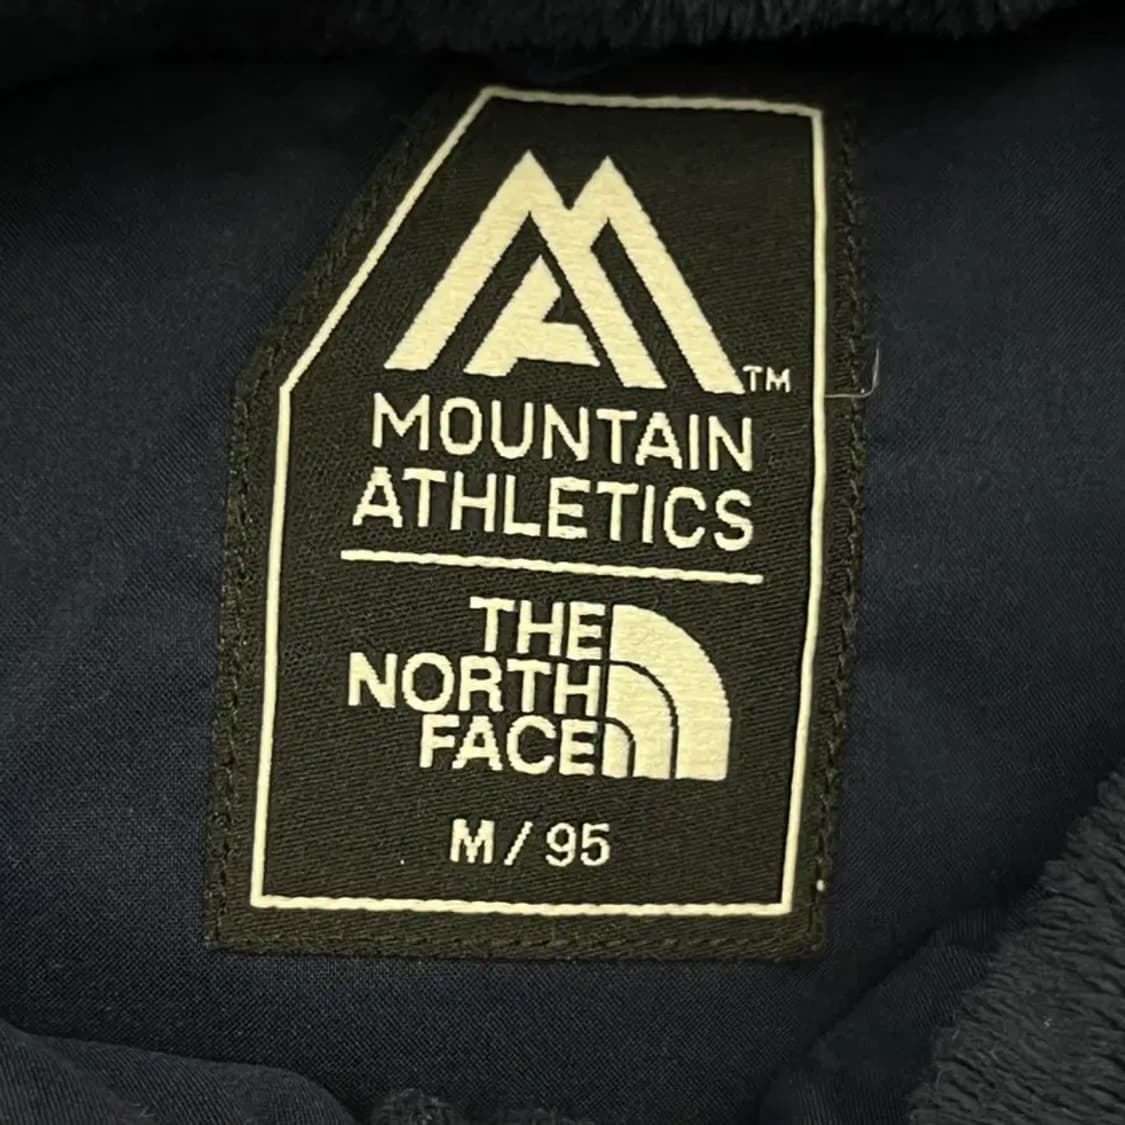 TM
MOUNTAIN
ATHLETICS
THE
NORTH
FACE
M/95